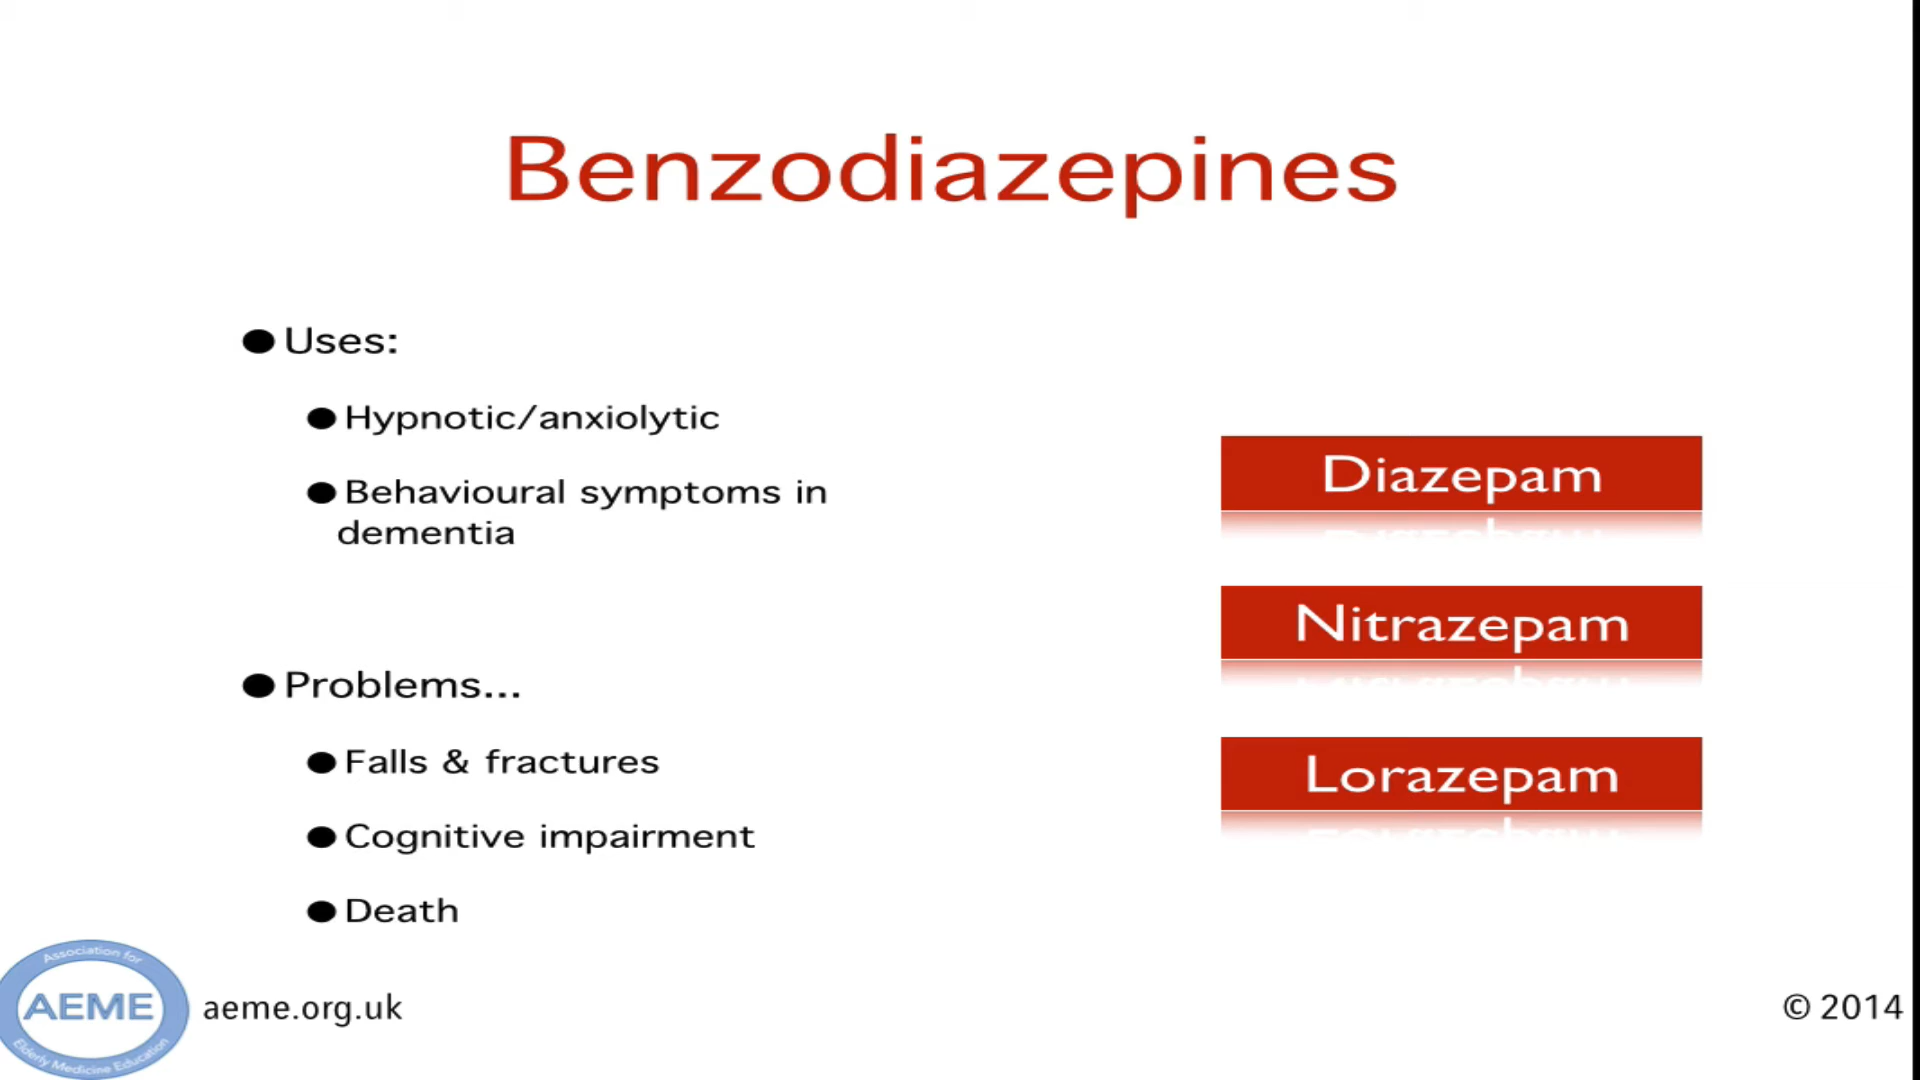 Benzodiazepines
● Uses:
● Hypnotic/anxiolytic
● Behavioural symptoms in
dementia
● Problems...
● Falls & fractures
● Cognitive impairment
● Death
Diazepam
Nitrazepam
Lorazepam
Association for
AEME
Elderly Medicine Education
aeme.org.uk
© 2014